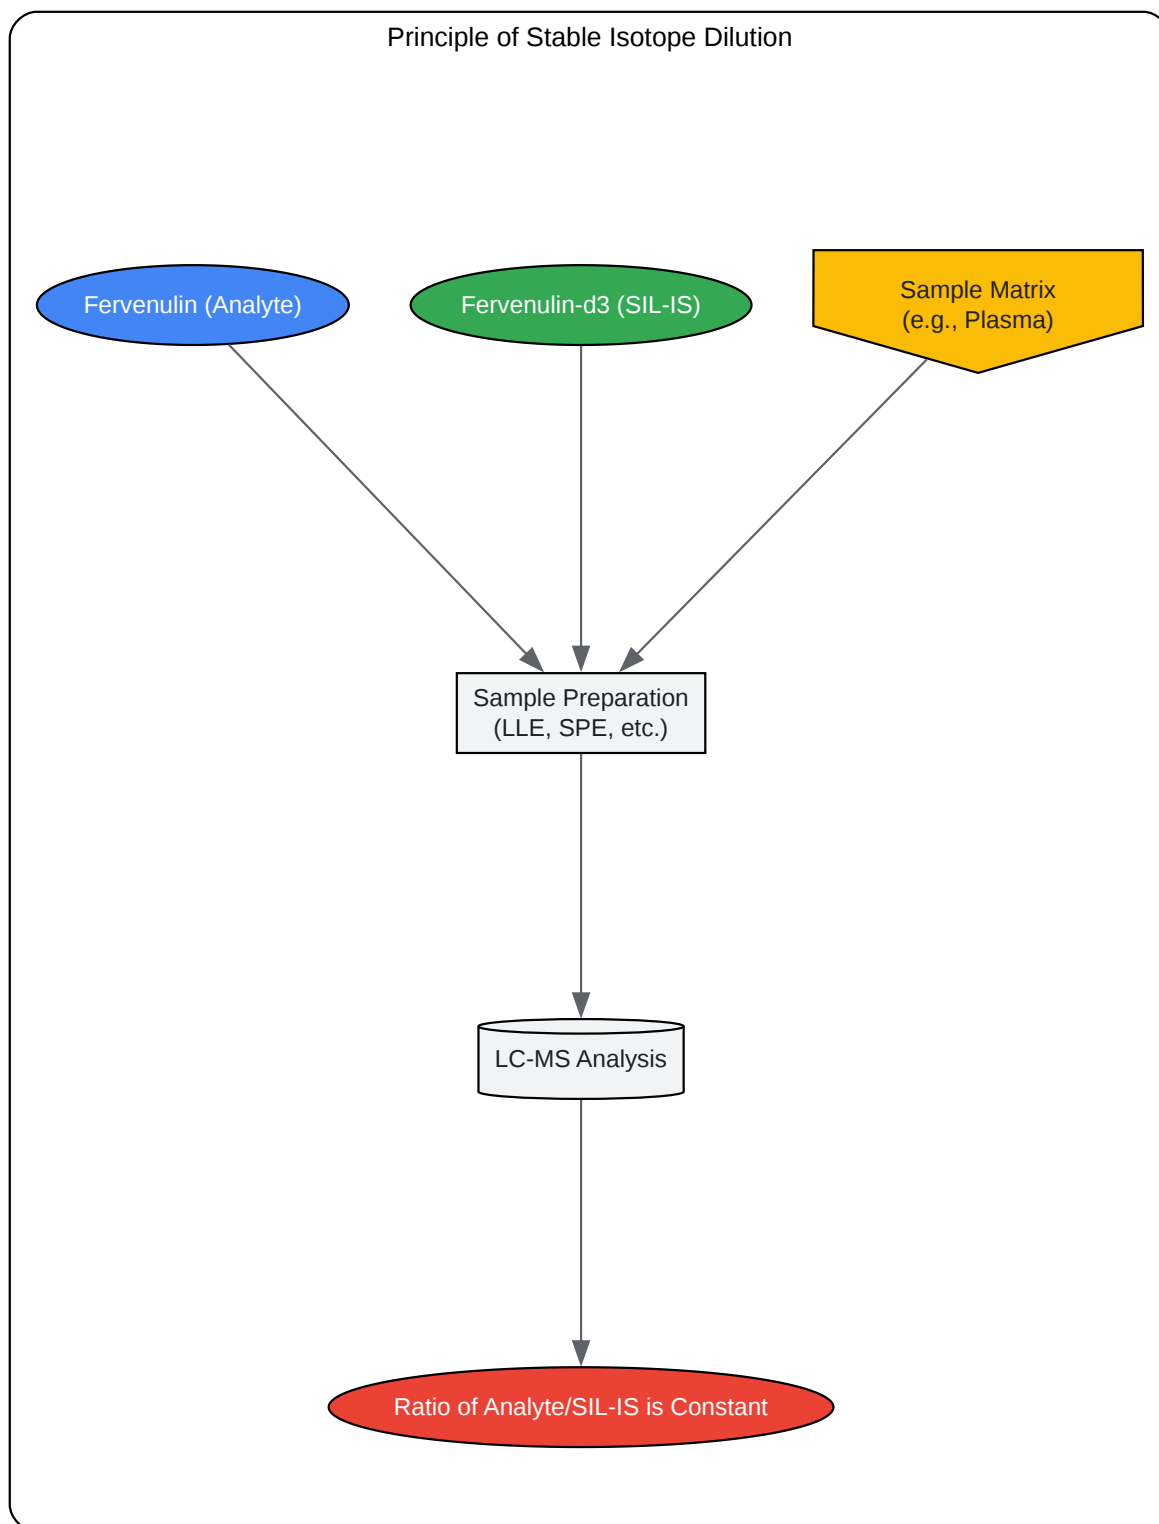 Principle of Stable Isotope Dilution
Fervenulin (Analyte)
Fervenulin-d3 (SIL-IS)
Sample Matrix
(e.g., Plasma)
Sample Preparation
(LLE, SPE, etc.)
LC-MS Analysis
Ratio of Analyte/SIL-IS is Constant